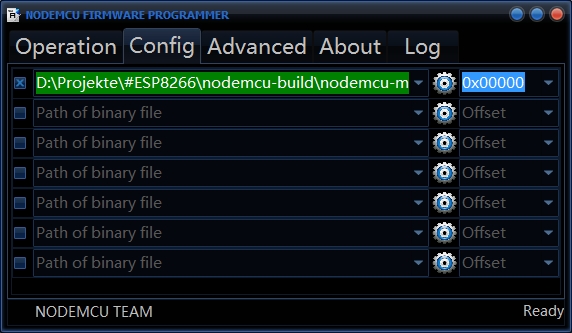 NODEMCU FIRMWARE PROGRAMMER
Operation Config Advanced About Log
D:\Projekte\#ESP8266\nodemcu-build\nodemcu-m 0x00000
Path of binary file Offset
Path of binary file Offset
Path of binary file Offset
Path of binary file Offset
Path of binary file Offset
Path of binary file Offset
NODEMCU TEAM Ready